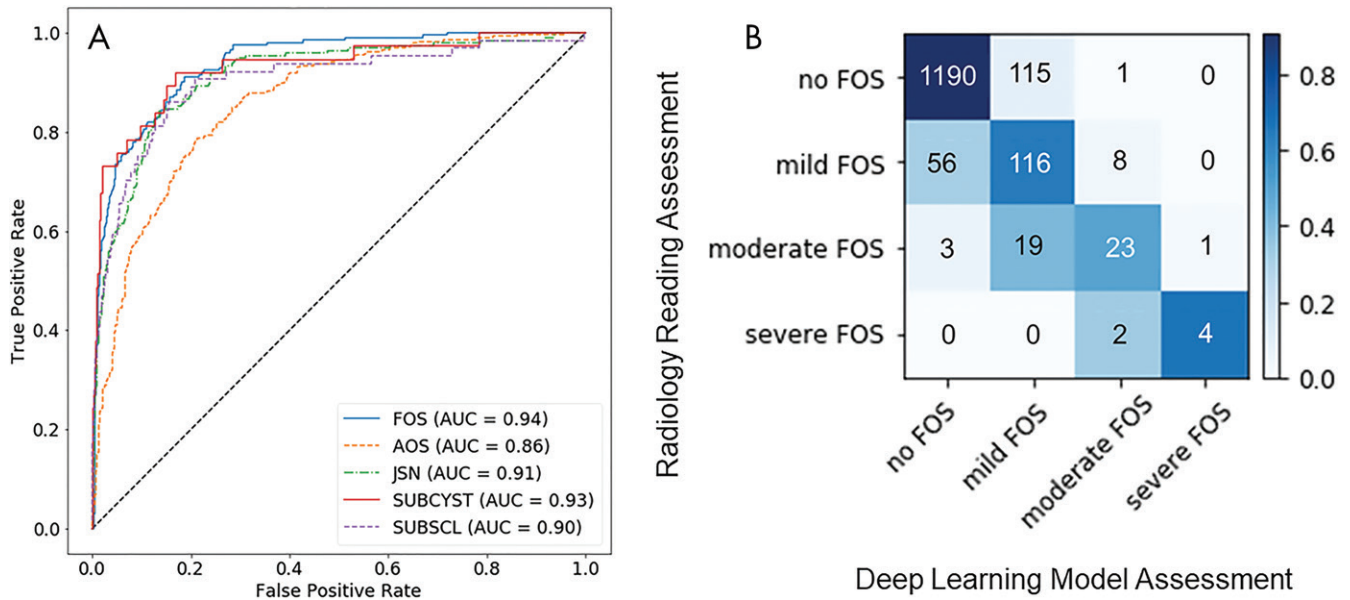 A
True Positive Rate
1.0
0.8
0.6
0.4
0.2
0.0
FOS (AUC = 0.94)
AOS (AUC = 0.86)
JSN (AUC = 0.91)
SUBCYST (AUC = 0.93)
SUBSCL (AUC = 0.90)
0.0 0.2 0.4 0.6 0.8 1.0
False Positive Rate
B
Radiology Reading Assessment
no FOS 1190 115 1 0
mild FOS 56 116 8 0
moderate FOS 3 19 23 1
severe FOS 0 0 2 4
no FOS
mild FOS
moderate FOS
severe FOS
0.8
0.6
0.4
0.2
0.0
Deep Learning Model Assessment